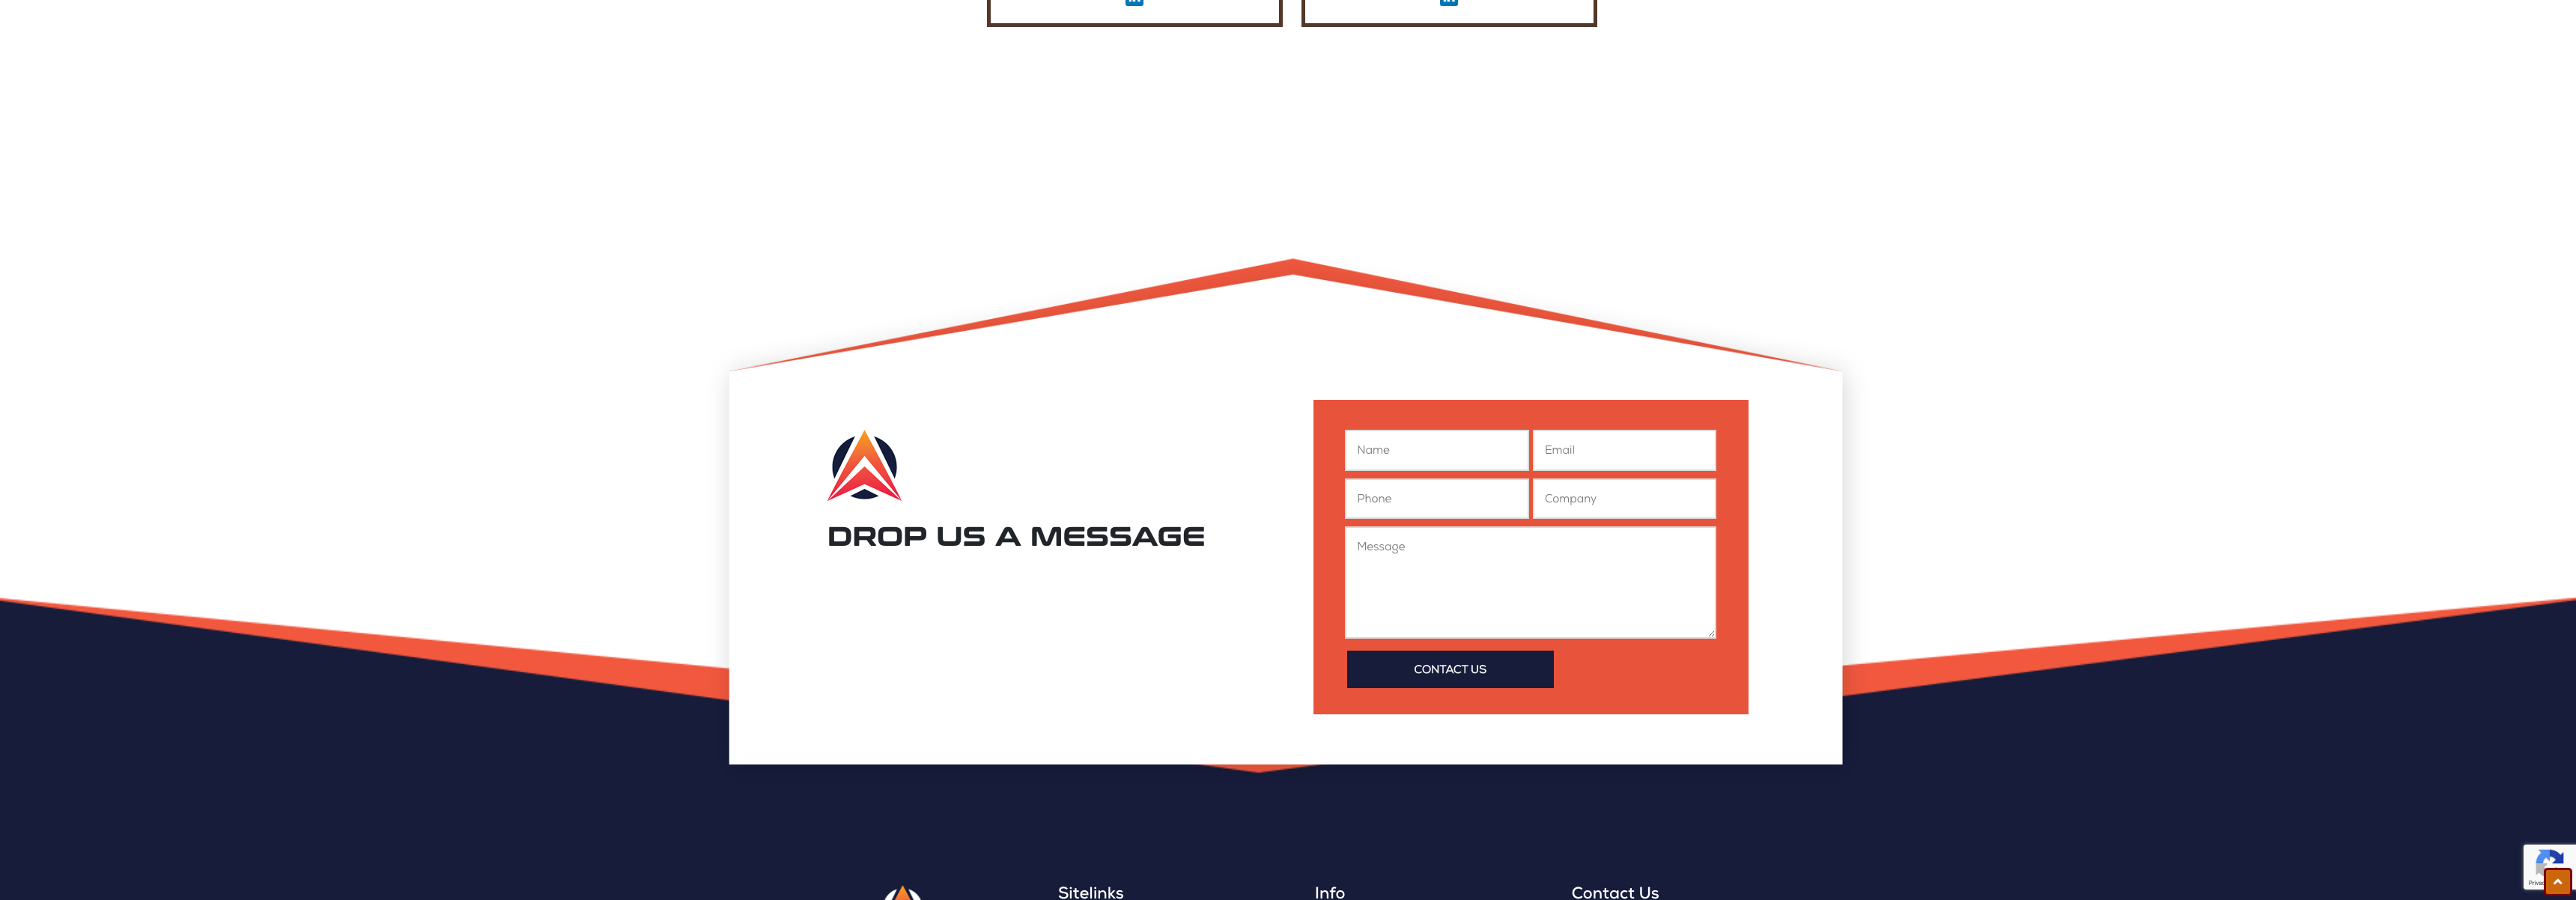 DROP US A MESSAGE
Name
Email
Phone
Company
Message
CONTACT US
Sitelinks
Info
Contact Us